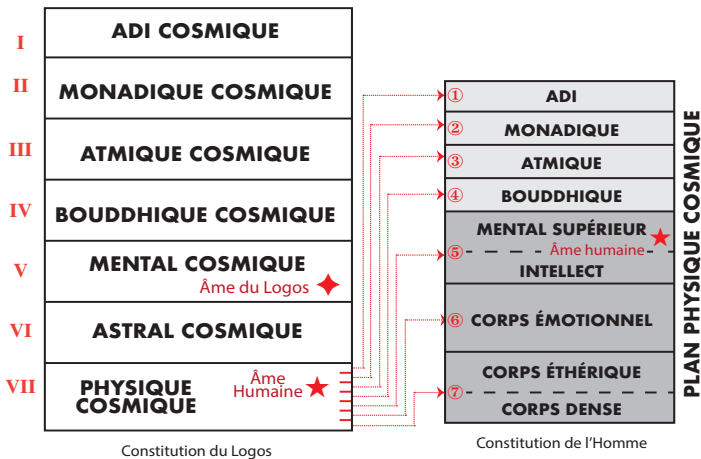 I
ADI COSMIQUE
II
MONADIQUE COSMIQUE
III
ATMIQUE COSMIQUE
IV
BOUDDHIQUE COSMIQUE
V
MENTAL COSMIQUE
Âme du Logos
VI
ASTRAL COSMIQUE
VII
PHYSIQUE
COSMIQUE
Âme
Humaine
Constitution du Logos
① ADI
② MONADIQUE
③ ATMIQUE
④ BOUDDHIQUE
MENTAL SUPÉRIEUR
⑤ Âme humaine
INTELLECT
⑥ CORPS ÉMOTIONNEL
CORPS ÉTHÉRIQUE
⑦
CORPS DENSE
Constitution de l'Homme
PLAN PHYSIQUE COSMIQUE